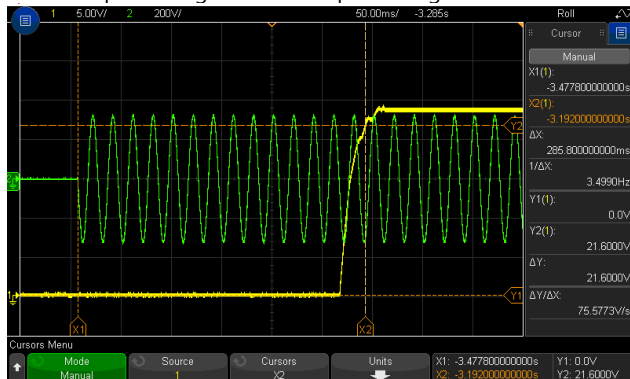 1 5.00V/ 2 200V/ 50.00ms/ -3.285s Roll
Cursor
Manual
X1(1):
-3.477800000000s
X2(1):
-3.192000000000s
ΔX:
285.800000000ms
1/ΔX:
3.4990Hz
Y1(1):
0.0V
Y2(1):
21.6000V
ΔY:
21.6000V
ΔY/ΔX:
75.5773V/s
Y2
2
1
Y1
X1 X2
Cursors Menu
Mode
Manual
Source
1
Cursors
X2
Units
X1: -3.477800000000s
X2: -3.192000000000s
Y1: 0.0V
Y2: 21.6000V